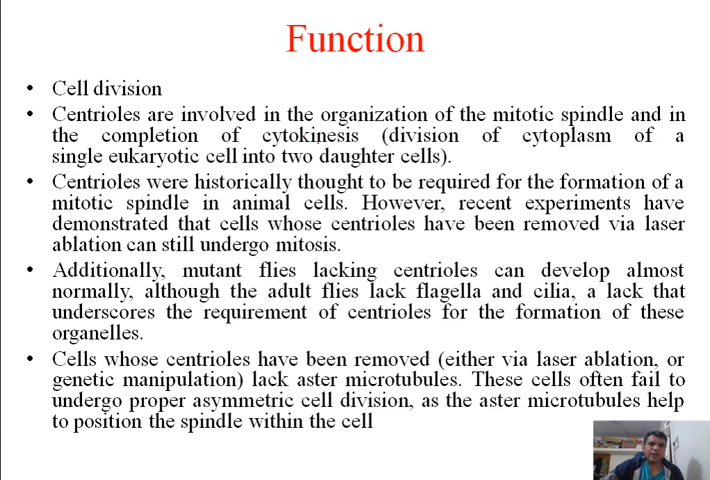 Function
• Cell division
• Centrioles are involved in the organization of the mitotic spindle and in
the completion of cytokinesis (division of cytoplasm of a
single eukaryotic cell into two daughter cells).
• Centrioles were historically thought to be required for the formation of a
mitotic spindle in animal cells. However, recent experiments have
demonstrated that cells whose centrioles have been removed via laser
ablation can still undergo mitosis.
• Additionally, mutant flies lacking centrioles can develop almost
normally, although the adult flies lack flagella and cilia, a lack that
underscores the requirement of centrioles for the formation of these
organelles.
• Cells whose centrioles have been removed (either via laser ablation, or
genetic manipulation) lack aster microtubules. These cells often fail to
undergo proper asymmetric cell division, as the aster microtubules help
to position the spindle within the cell